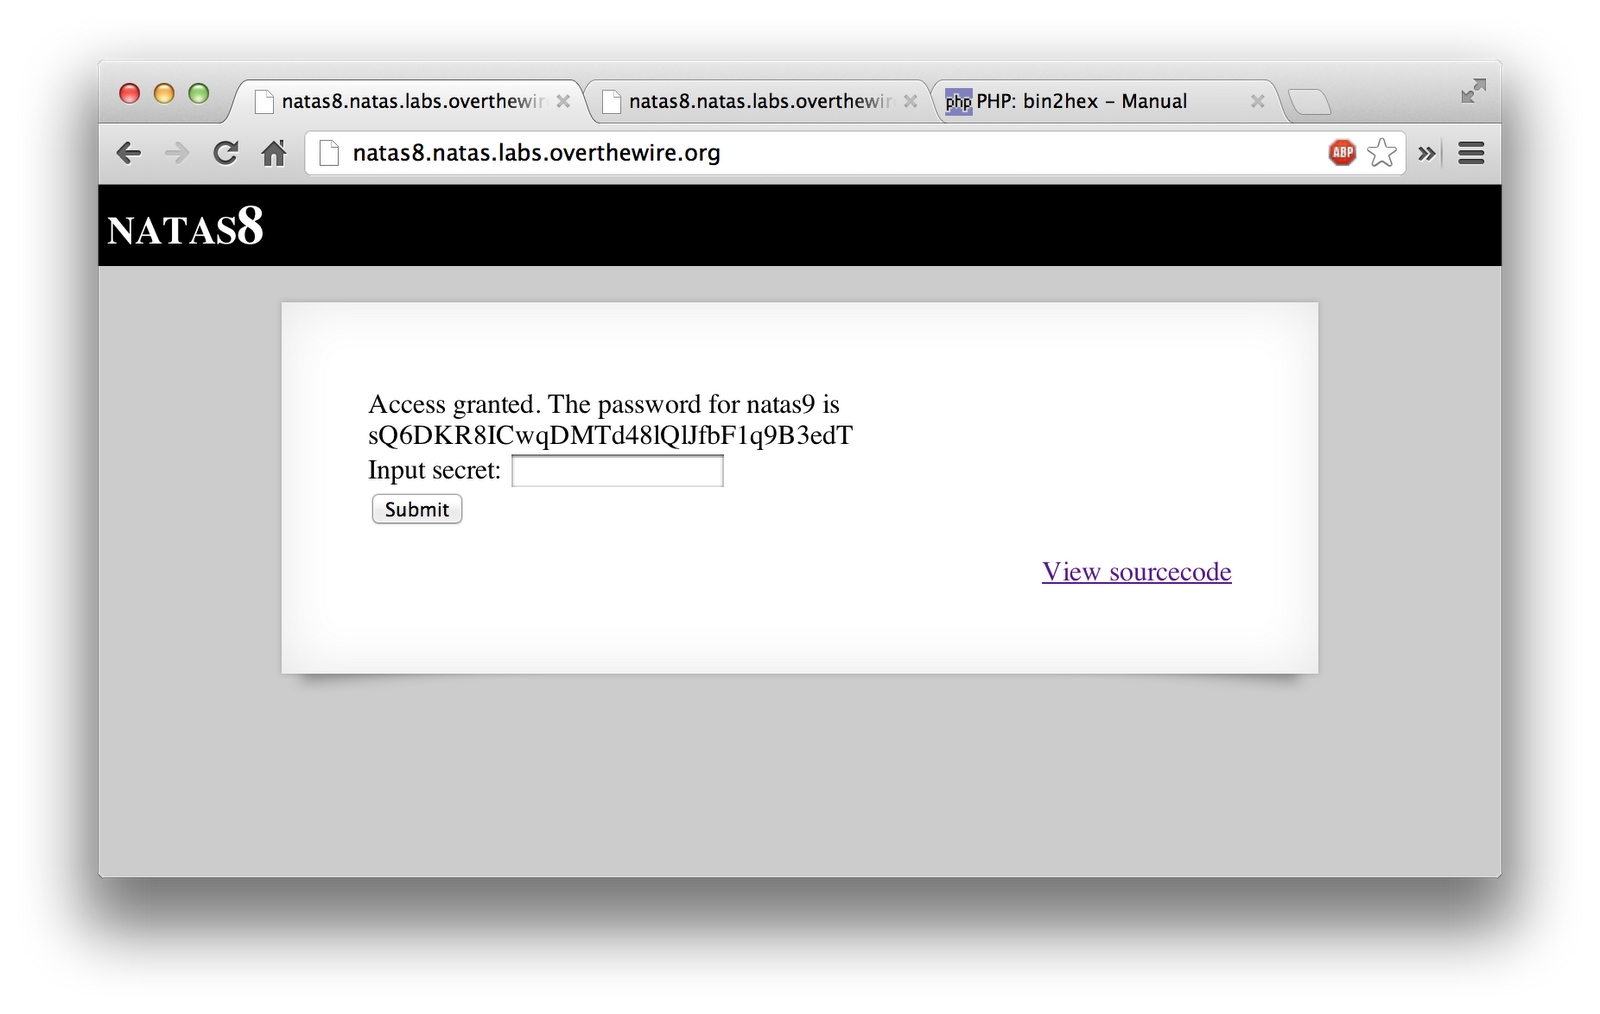 natas8.natas.labs.overthewir
natas8.natas.labs.overthewir
php PHP: bin2hex – Manual
natas8.natas.labs.overthewire.org
ABP
NATAS8
Access granted. The password for natas9 is
sQ6DKR8ICwqDMTd48lQlJfbF1q9B3edT
Input secret:
Submit
View sourcecode